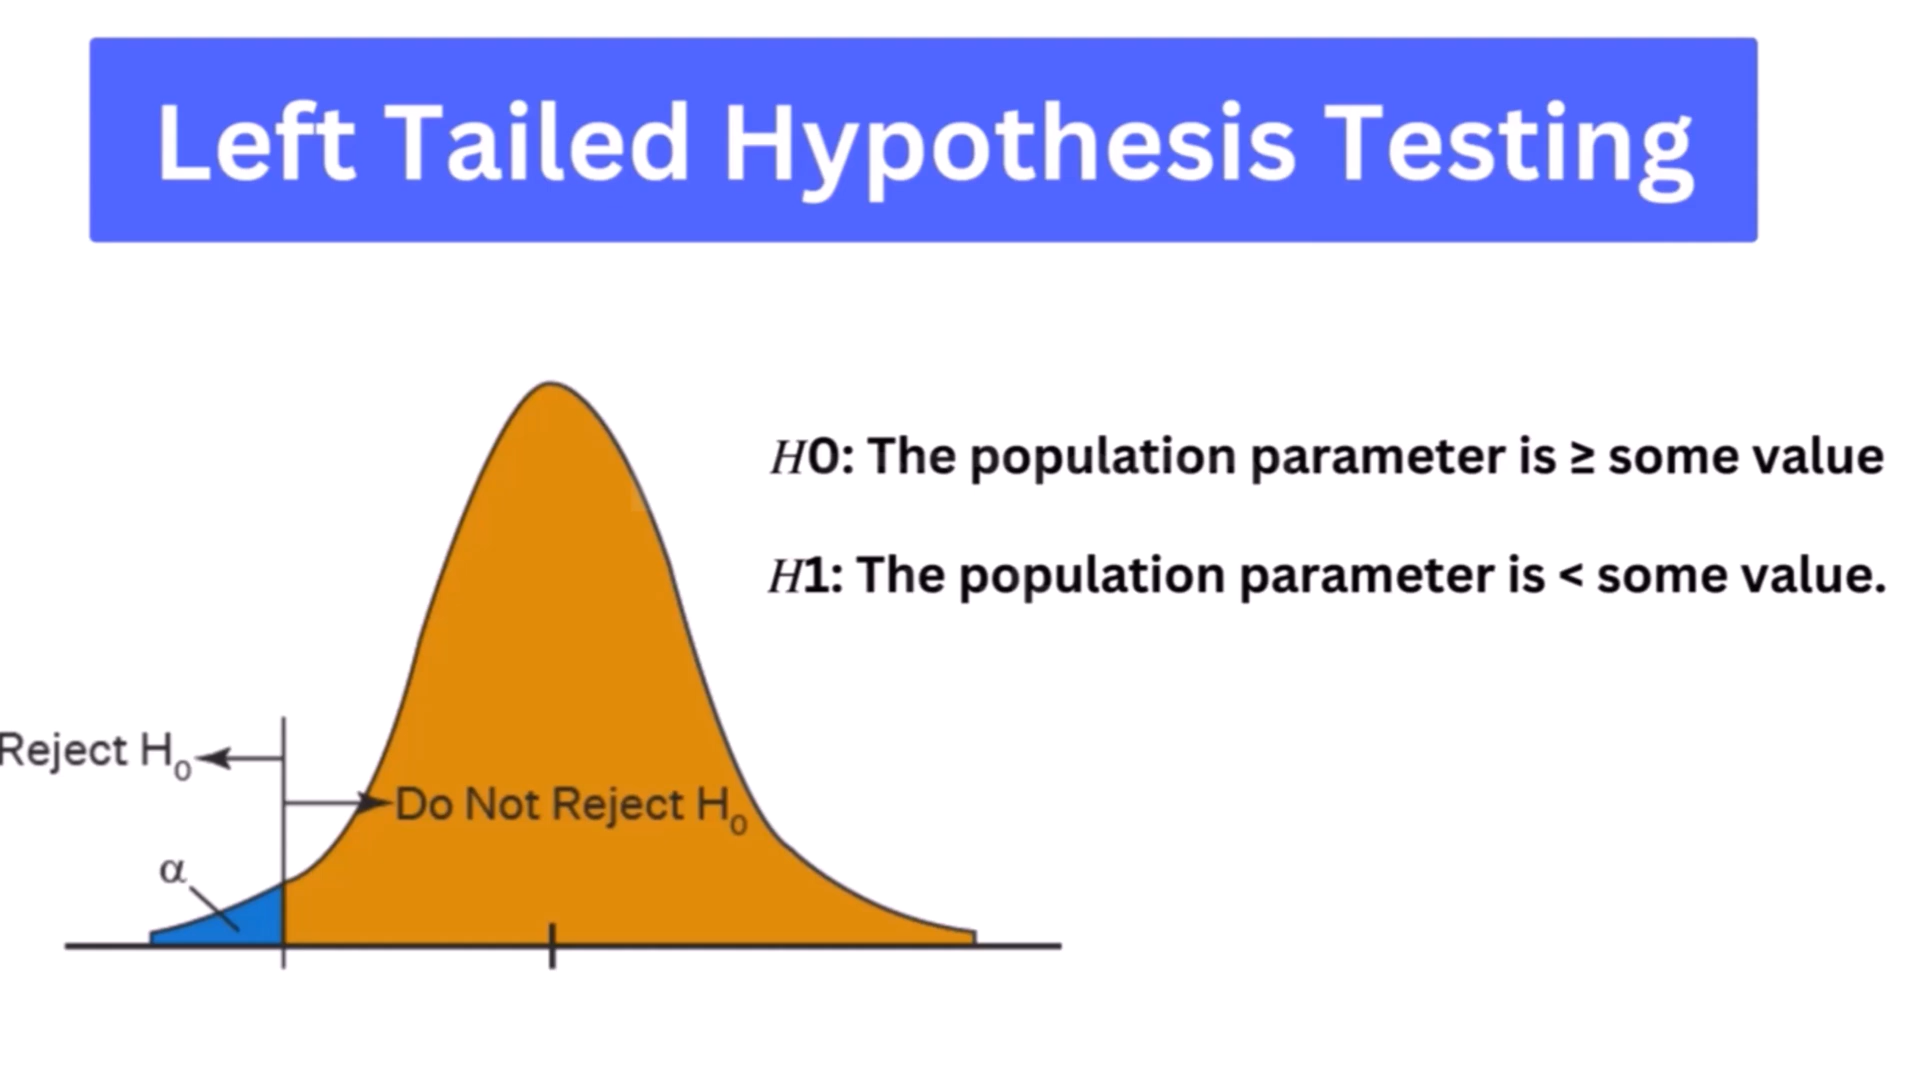 Left Tailed Hypothesis Testing
H0: The population parameter is ≥ some value
H1: The population parameter is < some value.
Reject H₀
Do Not Reject H₀
α